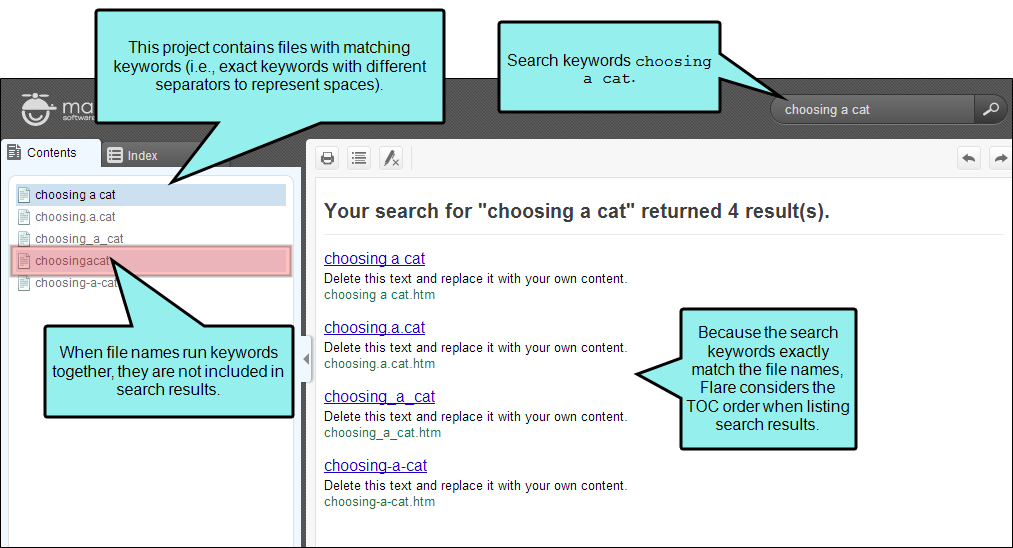 This project contains files with matching
keywords (i.e., exact keywords with different
separators to represent spaces).
Search keywords choosing
a cat.
ma
software
choosing a cat
Contents
Index
choosing a cat
choosing.a.cat
choosing_a_cat
choosingacat
choosing-a-cat
When file names run keywords
together, they are not included in
search results.
Your search for "choosing a cat" returned 4 result(s).
choosing a cat
Delete this text and replace it with your own content.
choosing a cat.htm
choosing.a.cat
Delete this text and replace it with your own content.
choosing.a.cat.htm
choosing_a_cat
Delete this text and replace it with your own content.
choosing_a_cat.htm
choosing-a-cat
Delete this text and replace it with your own content.
choosing-a-cat.htm
Because the search
keywords exactly
match the file names,
Flare considers the
TOC order when listing
search results.